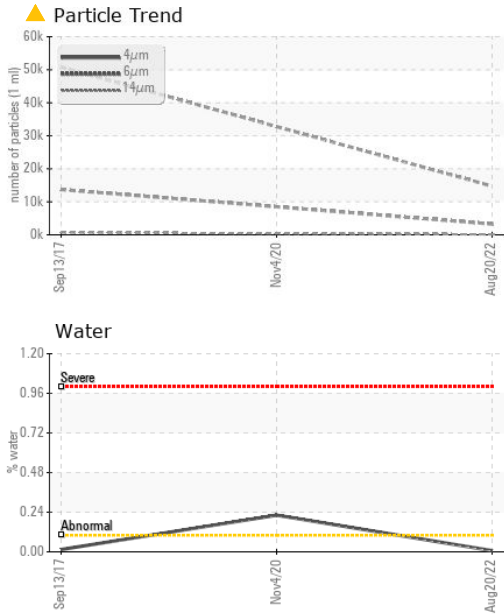 Particle Trend
60k
50k
40k
30k
20k
10k
0k
number of particles (1 ml)
4μm
6μm
14μm
Sep13/17
Nov4/20
Aug20/22
Water
1.20
0.96
0.72
0.48
0.24
0.00
% water
Severe
Abnormal
Sep13/17
Nov4/20
Aug20/22